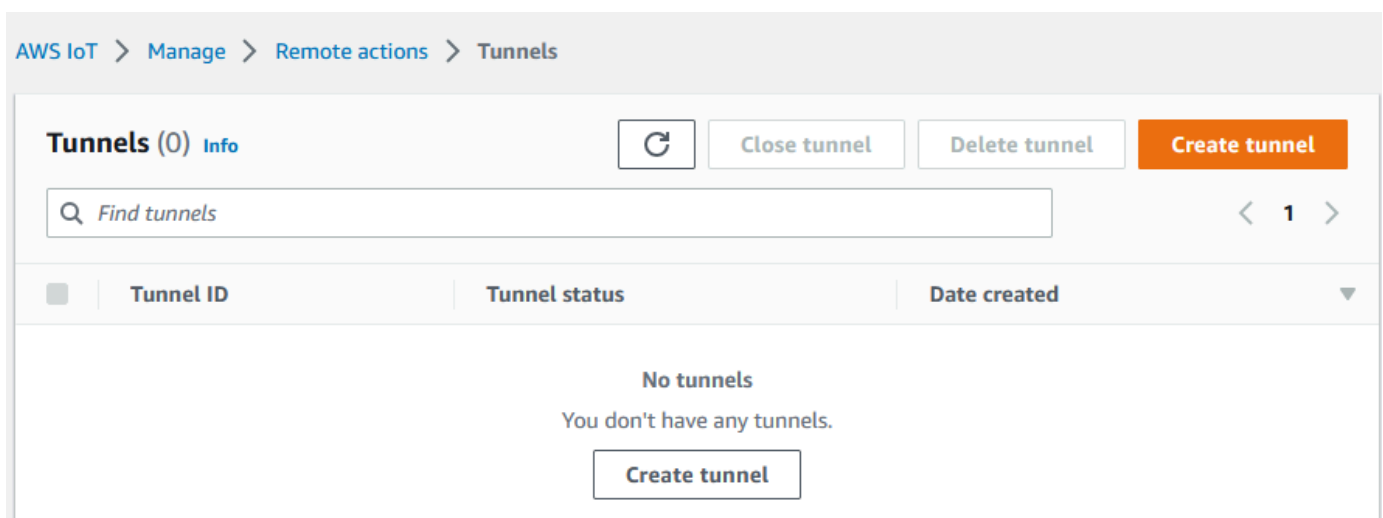 AWS IoT > Manage > Remote actions > Tunnels
Tunnels (0) Info Close tunnel Delete tunnel Create tunnel
Find tunnels < 1 >
Tunnel ID Tunnel status Date created
No tunnels
You don't have any tunnels.
Create tunnel